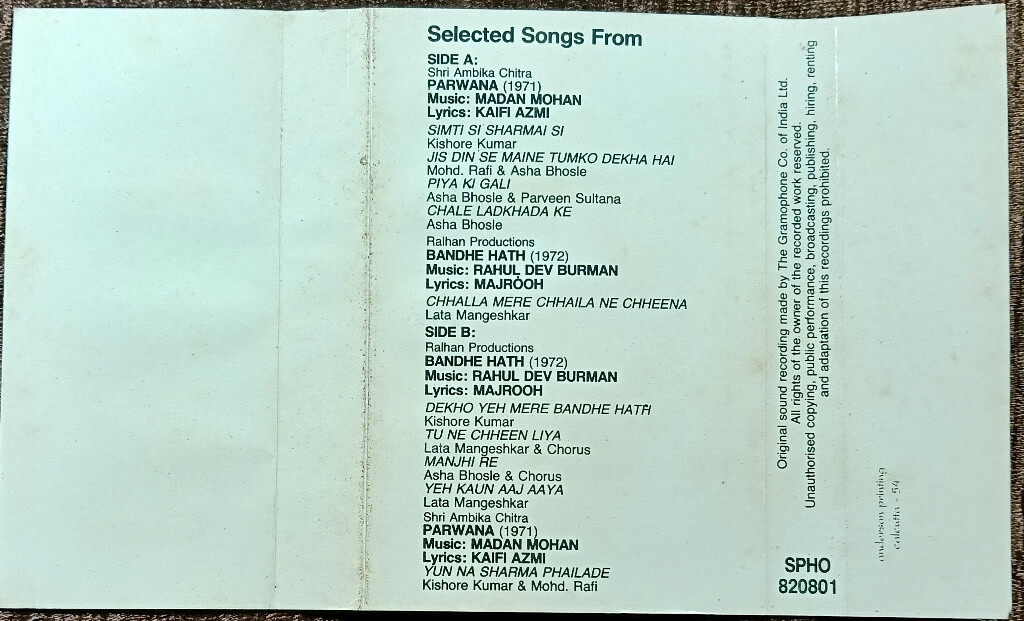 Selected Songs From
SIDE A:
Shri Ambika Chitra
PARWANA (1971)
Music: MADAN MOHAN
Lyrics: KAIFI AZMI
SIMTI SI SHARMAI SI
Kishore Kumar
JIS DIN SE MAINE TUMKO DEKHA HAI
Mohd. Rafi & Asha Bhosle
PIYA KI GALI
Asha Bhosle & Parveen Sultana
CHALE LADKHADA KE
Asha Bhosle
Ralhan Productions
BANDHE HATH (1972)
Music: RAHUL DEV BURMAN
Lyrics: MAJROOH
CHHALLA MERE CHHAILA NE CHHEENA
Lata Mangeshkar
SIDE B:
Ralhan Productions
BANDHE HATH (1972)
Music: RAHUL DEV BURMAN
Lyrics: MAJROOH
DEKHO YEH MERE BANDHE HATH
Kishore Kumar
TU NE CHHEEN LIYA
Lata Mangeshkar & Chorus
MANJHI RE
Asha Bhosle & Chorus
YEH KAUN AAJ AAYA
Lata Mangeshkar
Shri Ambika Chitra
PARWANA (1971)
Music: MADAN MOHAN
Lyrics: KAIFI AZMI
YUN NA SHARMA PHAILADE
Kishore Kumar & Mohd. Rafi
Original sound recording made by The Gramophone Co. of India Ltd.
All rights of the owner of the recorded work reserved.
Unauthorised copying, public performance, broadcasting, publishing, hiring, renting
and adaptation of this recordings prohibited.
SPHO
820801
anderson printing
calcutta - 54